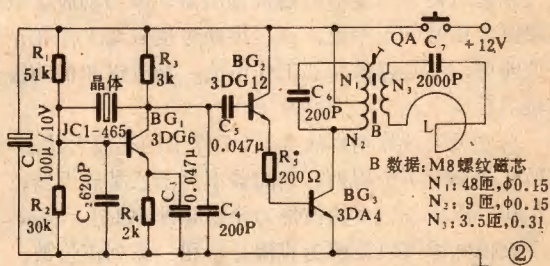 R₁
51k
R₃
3k
晶体
JC1-465
BG₁
3DG6
C₁
100μ/10V
R₂
30k
C₂620P
R₄
2k
C₃
0.047μ
C₄
200P
C₅
0.047μ
BG₂
3DG12
R₅*
200Ω
BG₃
3DA4
C₆
200P
N₁
N₂
N₃
B
QA
C₇
2000P
+12V
L
B 数据:M8螺纹磁芯
N₁:48匝,φ0.15
N₂:9匝,φ0.15
N₃:3.5匝,0.31
②